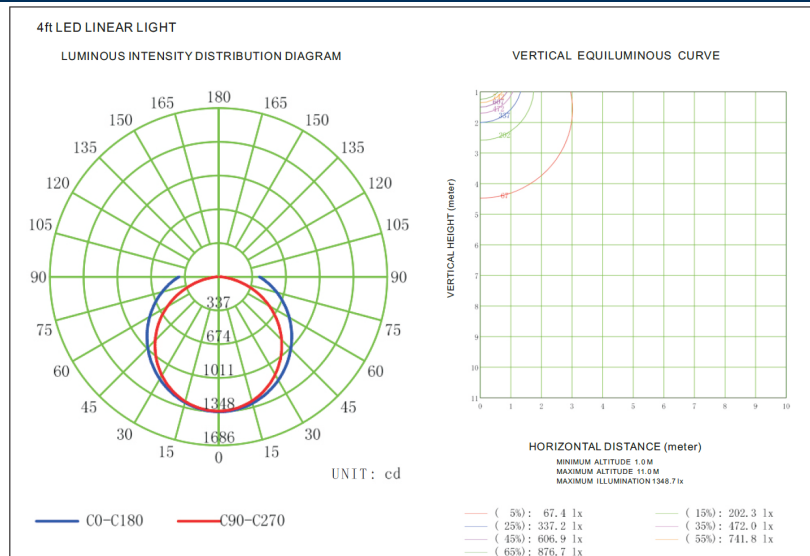 4ft LED LINEAR LIGHT
LUMINOUS INTENSITY DISTRIBUTION DIAGRAM
180
165 165
150 150
135 135
120 120
105 105
90 90
75 75
60 60
45 45
30 30
15 15
0
337
674
1011
1348
1686
UNIT: cd
C0-C180 C90-C270
VERTICAL EQUILUMINOUS CURVE
VERTICAL HEIGHT (meter)
1
2
3
4
5
6
7
8
9
10
11
0 1 2 3 4 5 6 7 8 9 10
607
472
337
202
67
HORIZONTAL DISTANCE (meter)
MINIMUM ALTITUDE 1.0M
MAXIMUM ALTITUDE 11.0M
MAXIMUM ILLUMINATION 1348.7 lx
( 5%): 67.4 lx ( 15%): 202.3 lx
( 25%): 337.2 lx ( 35%): 472.0 lx
( 45%): 606.9 lx ( 55%): 741.8 lx
( 65%): 876.7 lx